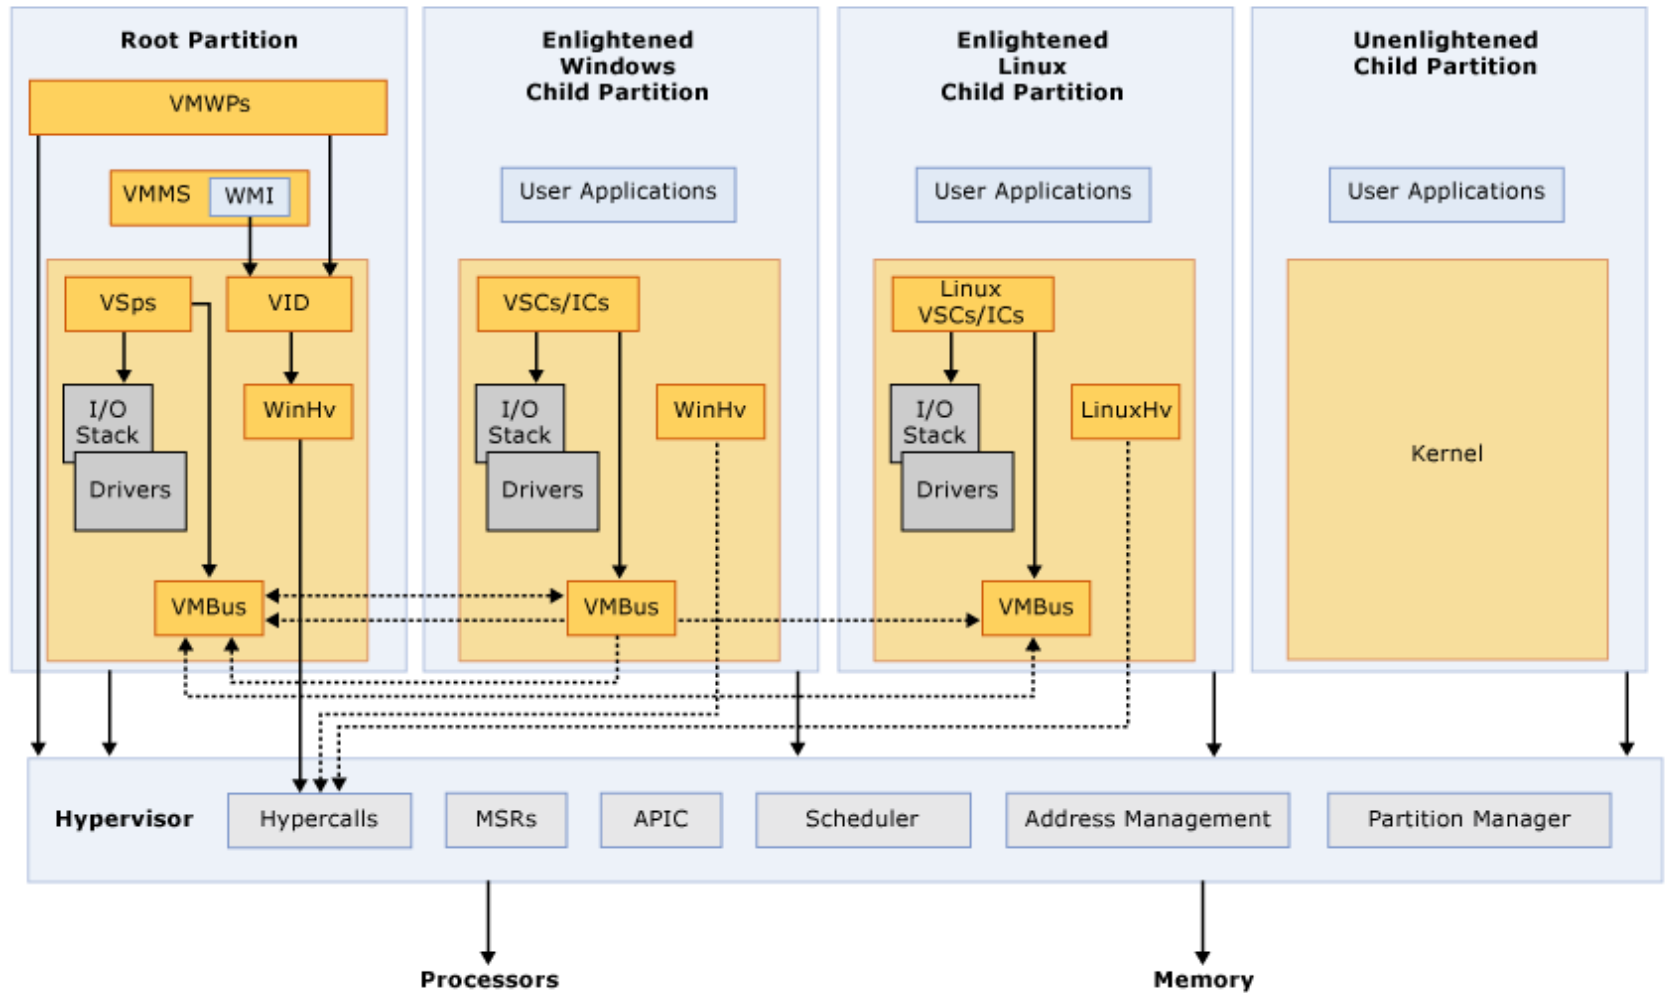 Root Partition
VMWPs
VMMS
WMI
VSps
VID
I/O
Stack
WinHv
Drivers
VMBus
Enlightened
Windows
Child Partition
User Applications
VSCs/ICs
I/O
Stack
WinHv
Drivers
VMBus
Enlightened
Linux
Child Partition
User Applications
Linux
VSCs/ICs
I/O
Stack
LinuxHv
Drivers
VMBus
Unenlightened
Child Partition
User Applications
Kernel
Hypervisor
Hypercalls
MSRs
APIC
Scheduler
Address Management
Partition Manager
Processors
Memory